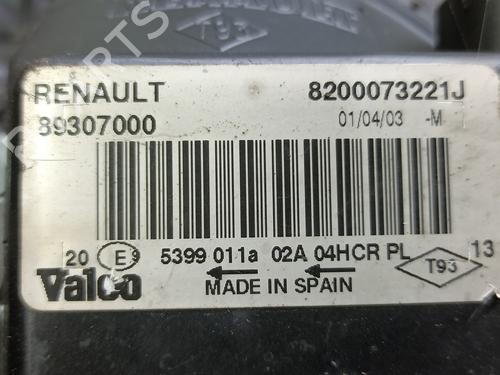 T93
RENAULT 8200073221J
89307000 01/04/03 -M
20 E9 5399 011a 02A 04HCR PL T93 13
Valeo MADE IN SPAIN